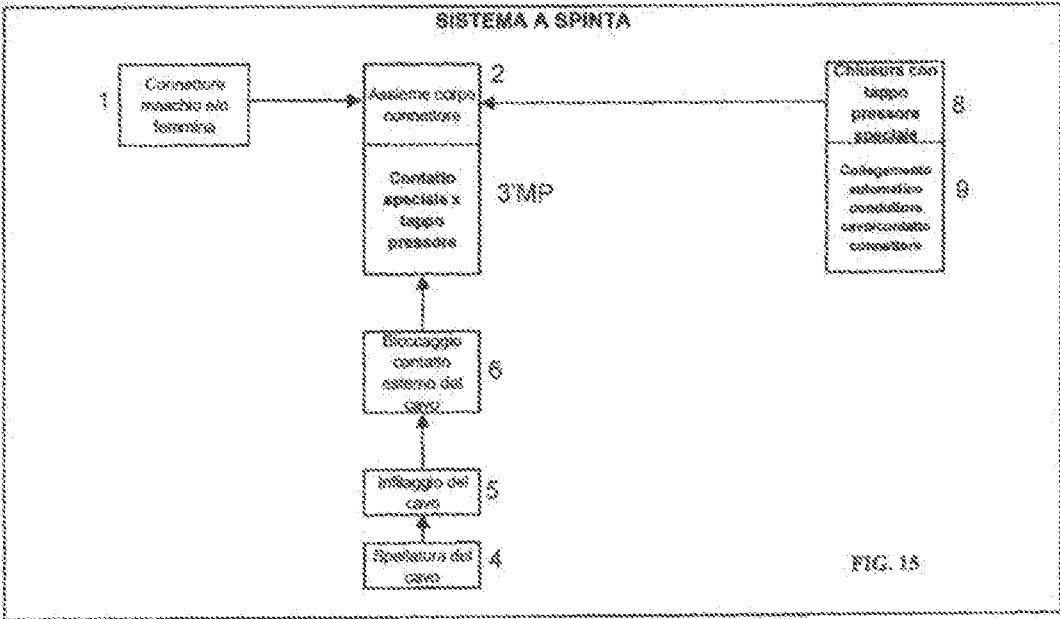 SISTEMA A SPINTA
1
Connettore
maschio e/o
femmina
2
Assieme corpo
connettore
3'MP
Contatto
speciale x
tappo
pressore
Chiusura con
tappo
pressore
speciale
8
Collegamento
automatico
conduttore
contatto
connettore
9
Bloccaggio
contatto
esterno del
cavo
6
Infilaggio del
cavo
5
Spellatura del
cavo
4
FIG. 15